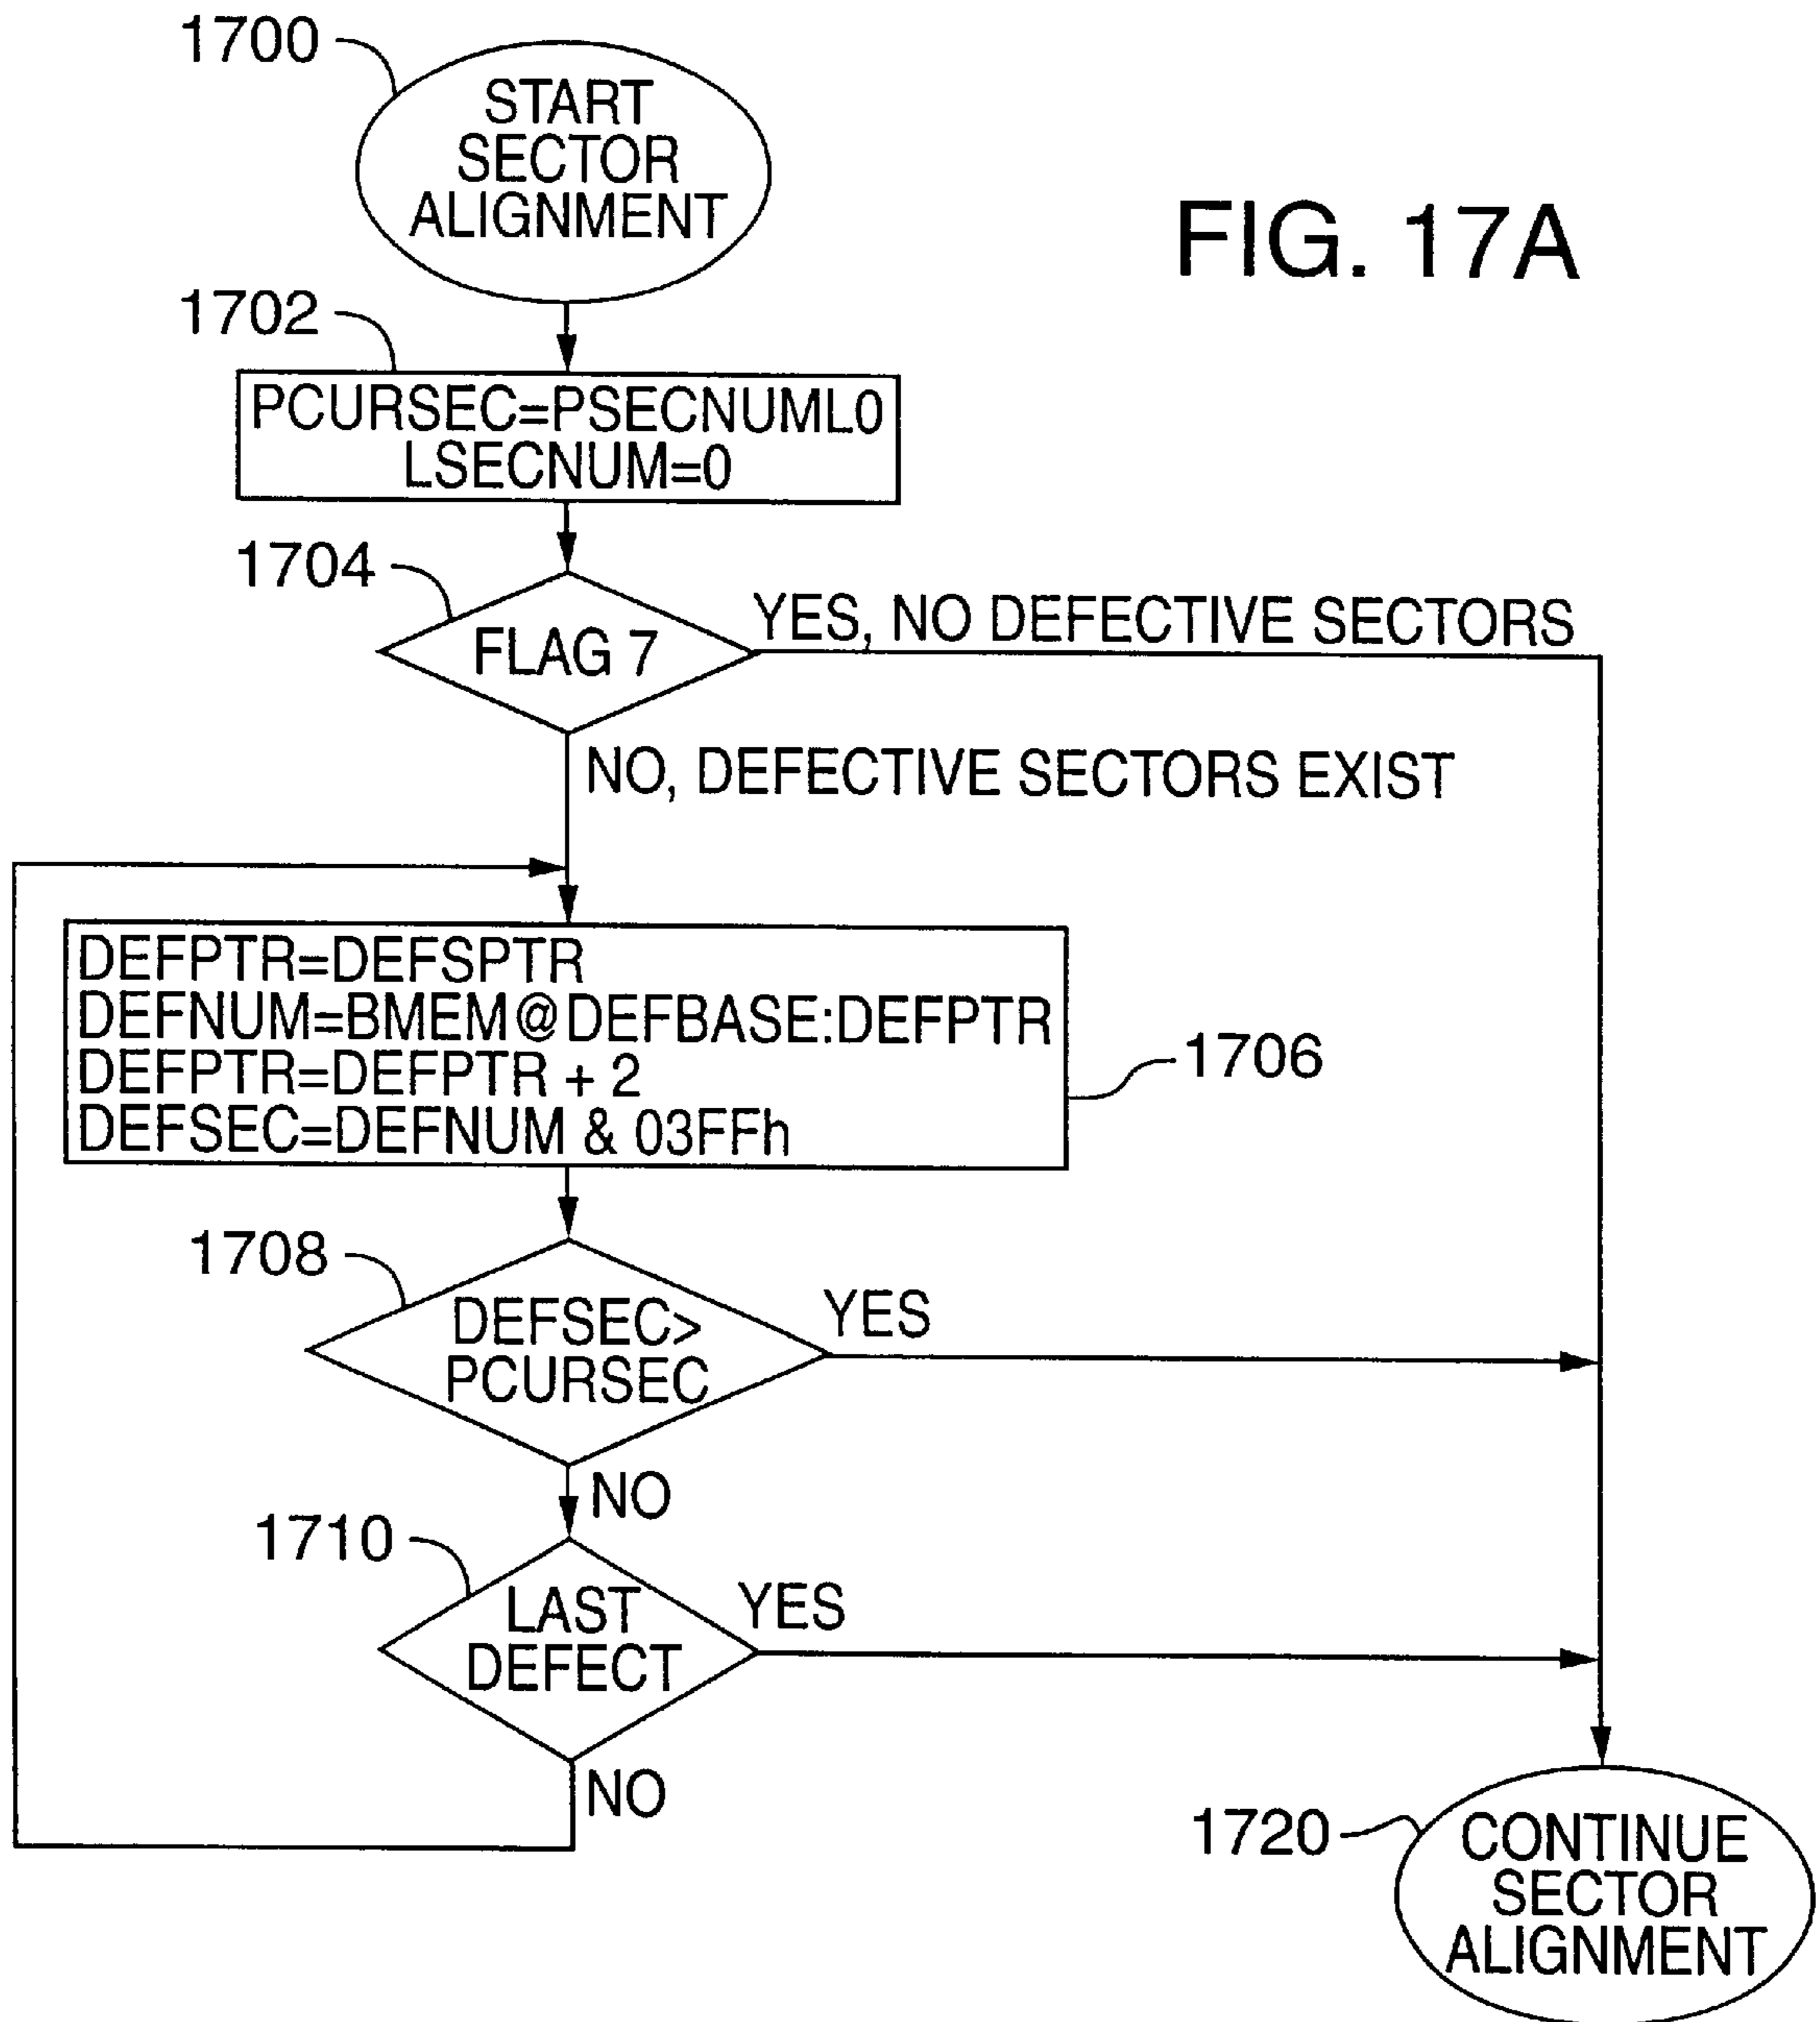 1700
START
SECTOR
ALIGNMENT
FIG. 17A
1702
PCURSEC=PSECNUML0
LSECNUM=0
1704
FLAG 7
YES, NO DEFECTIVE SECTORS
NO, DEFECTIVE SECTORS EXIST
DEFPTR=DEFSPTR
DEFNUM=BMEM@DEFBASE:DEFPTR
DEFPTR=DEFPTR + 2
DEFSEC=DEFNUM & 03FFh
1706
1708
DEFSEC>
PCURSEC
YES
NO
1710
LAST
DEFECT
YES
NO
1720
CONTINUE
SECTOR
ALIGNMENT